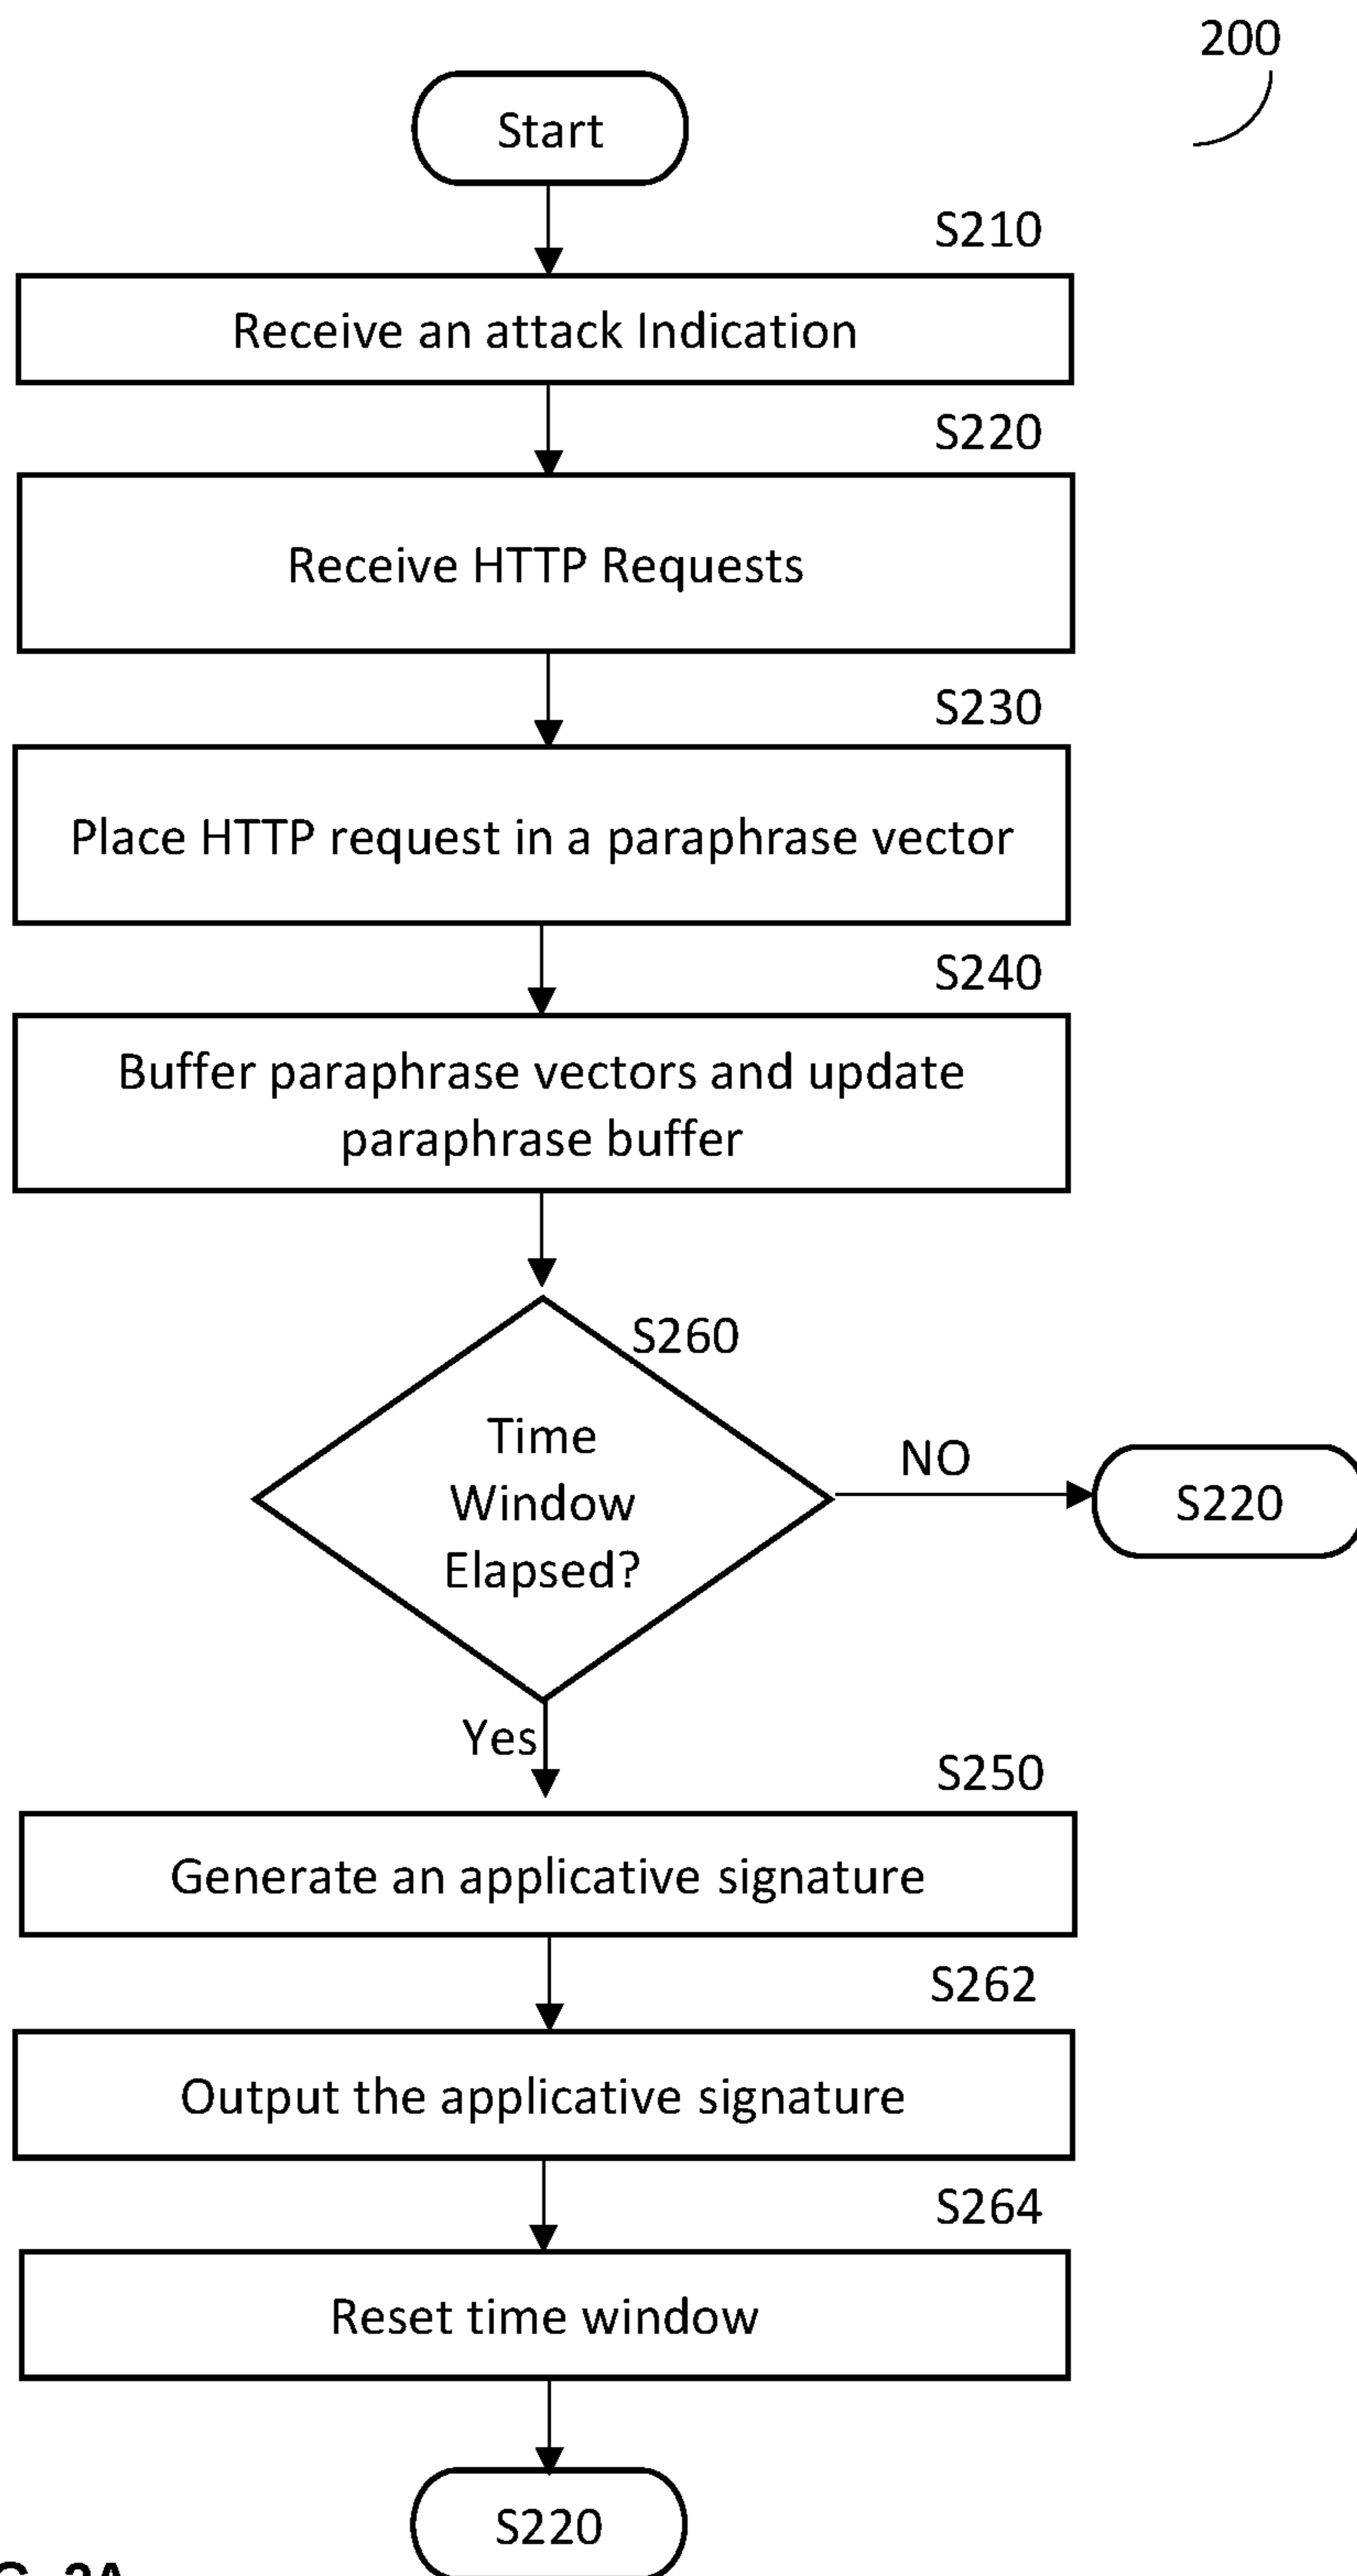 200
Start
S210
Receive an attack Indication
S220
Receive HTTP Requests
S230
Place HTTP request in a paraphrase vector
S240
Buffer paraphrase vectors and update
paraphrase buffer
S260
Time
Window
Elapsed?
NO
S220
Yes
S250
Generate an applicative signature
S262
Output the applicative signature
S264
Reset time window
S220